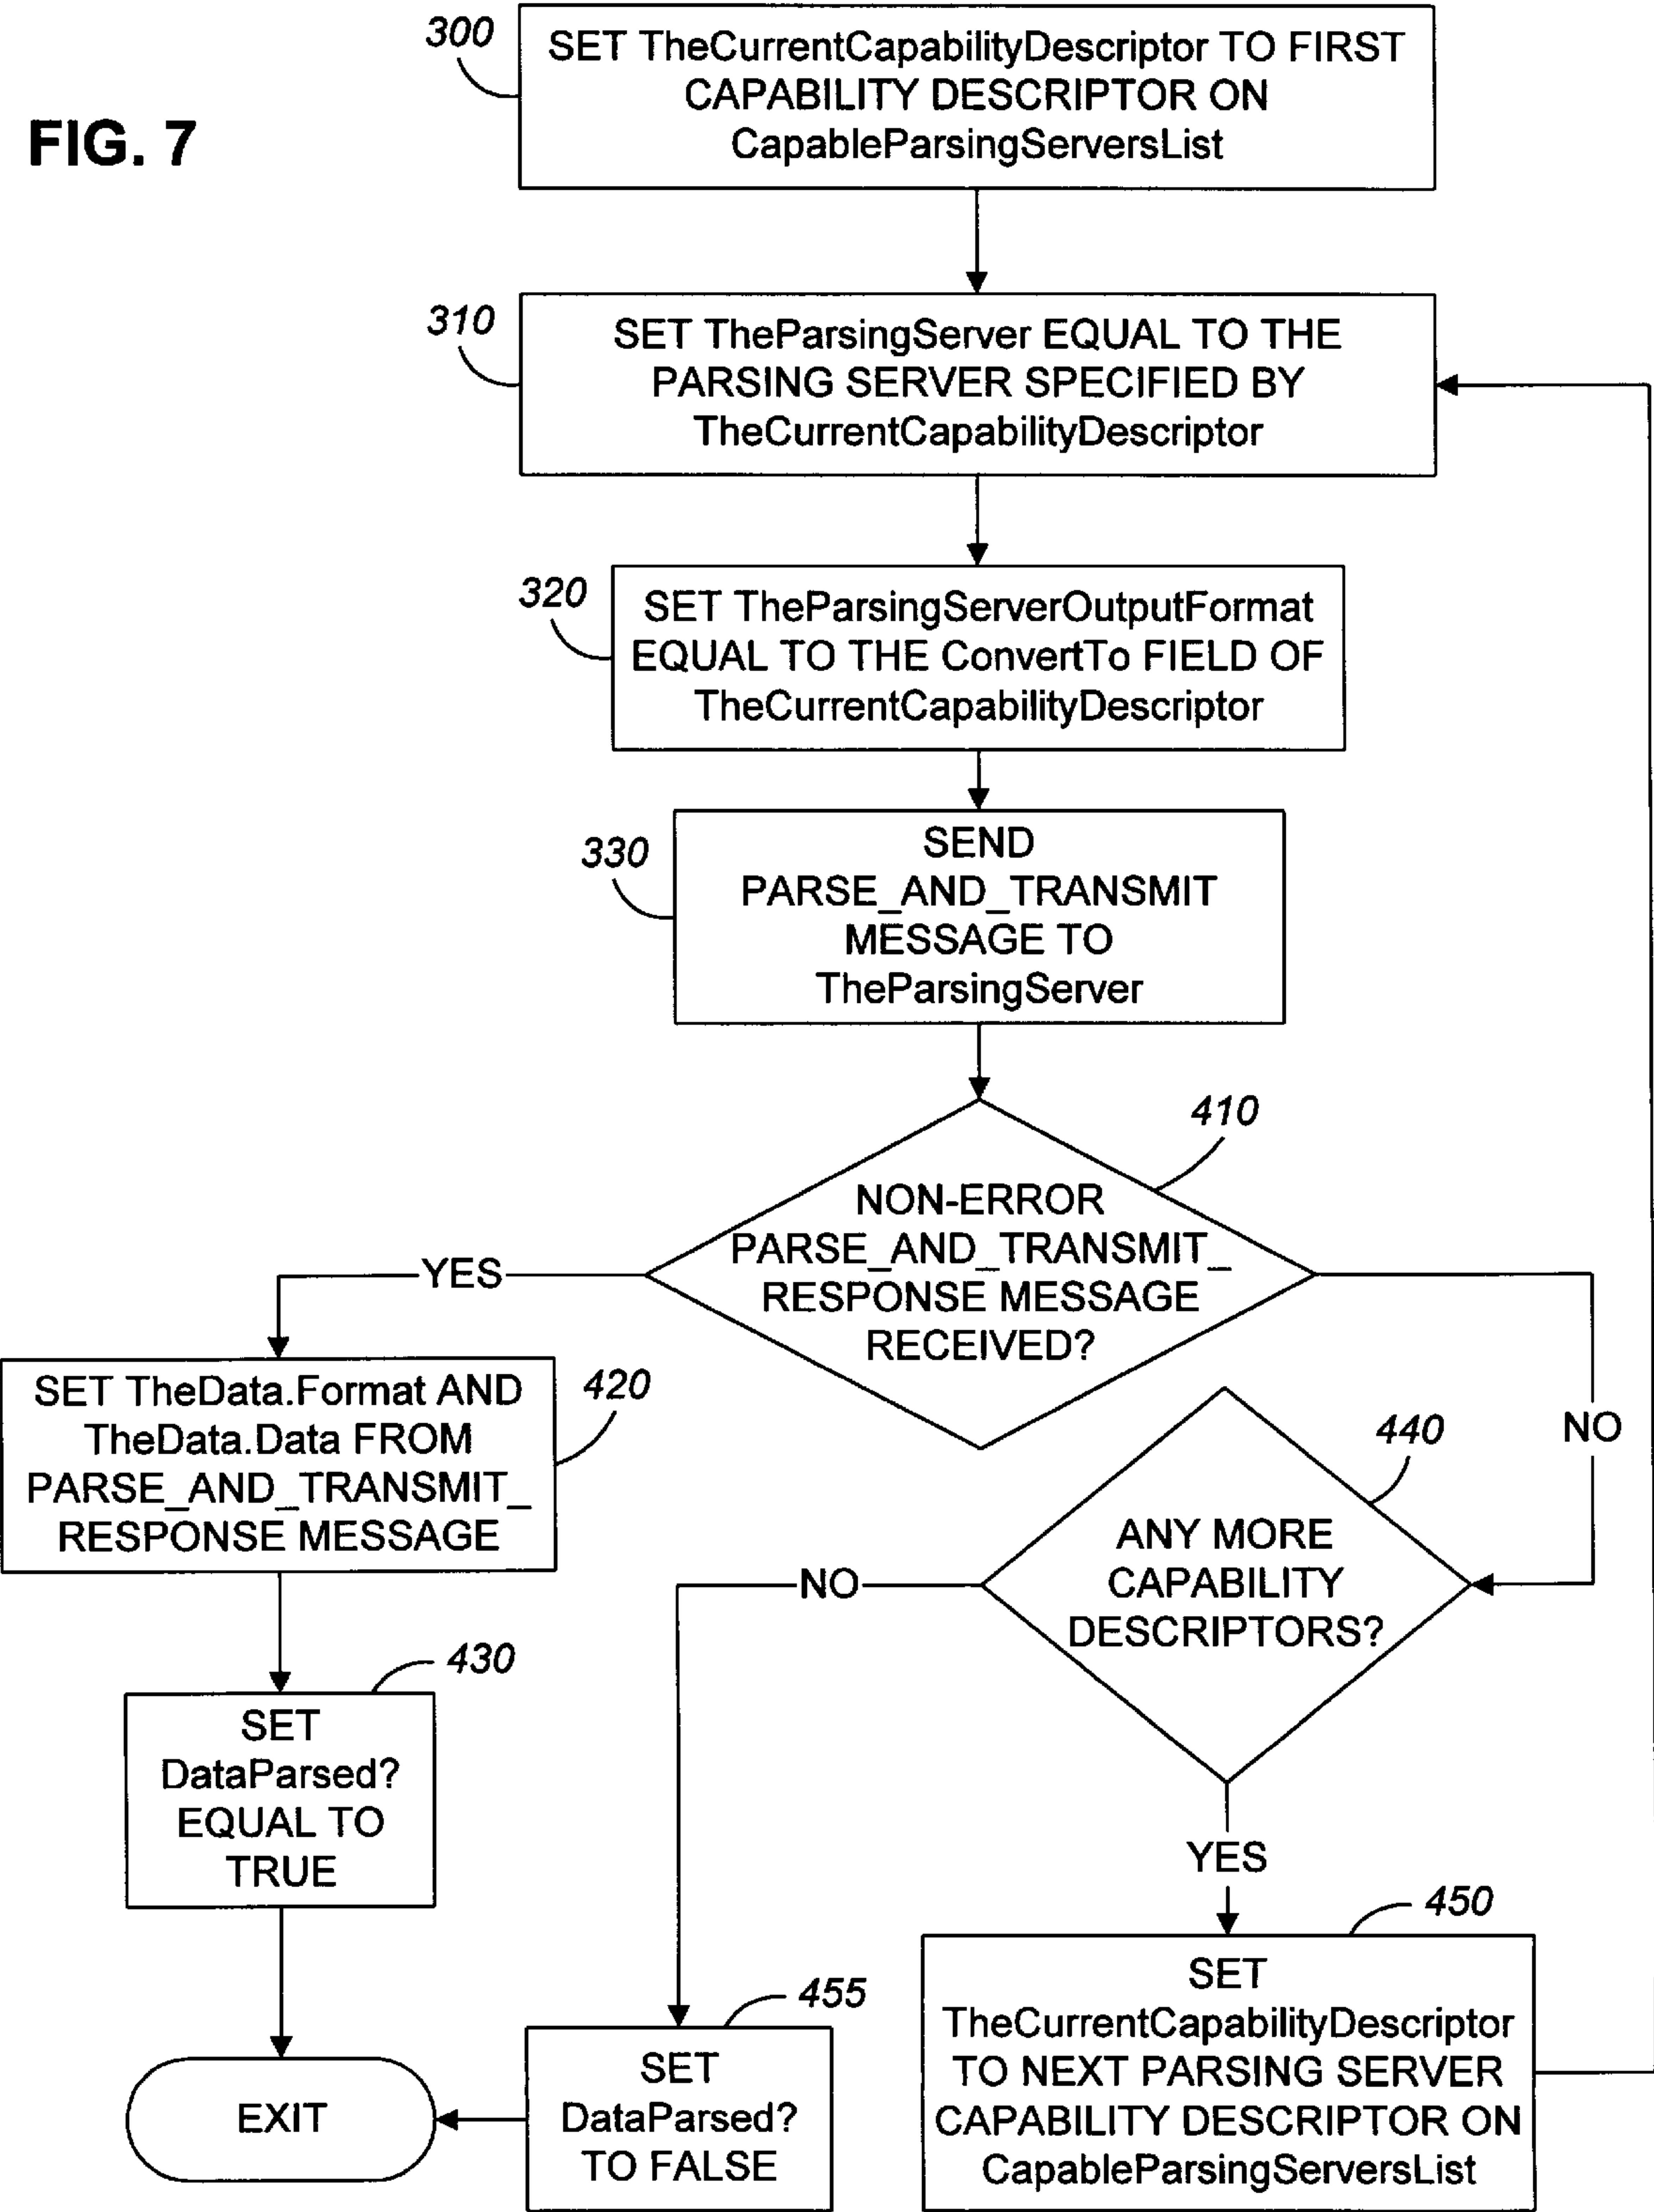 FIG. 7
300
SET TheCurrentCapabilityDescriptor TO FIRST
CAPABILITY DESCRIPTOR ON
CapableParsingServersList
310
SET TheParsingServer EQUAL TO THE
PARSING SERVER SPECIFIED BY
TheCurrentCapabilityDescriptor
320
SET TheParsingServerOutputFormat
EQUAL TO THE ConvertTo FIELD OF
TheCurrentCapabilityDescriptor
330
SEND
PARSE_AND_TRANSMIT
MESSAGE TO
TheParsingServer
410
NON-ERROR
PARSE_AND_TRANSMIT_
RESPONSE MESSAGE
RECEIVED?
YES
NO
420
SET TheData.Format AND
TheData.Data FROM
PARSE_AND_TRANSMIT_
RESPONSE MESSAGE
440
ANY MORE
CAPABILITY
DESCRIPTORS?
NO
YES
430
SET
DataParsed?
EQUAL TO
TRUE
450
SET
TheCurrentCapabilityDescriptor
TO NEXT PARSING SERVER
CAPABILITY DESCRIPTOR ON
CapableParsingServersList
455
SET
DataParsed?
TO FALSE
EXIT